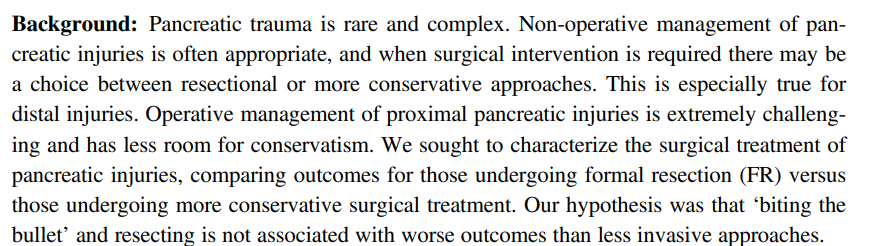 Background: Pancreatic trauma is rare and complex. Non-operative management of pan-
creatic injuries is often appropriate, and when surgical intervention is required there may be
a choice between resectional or more conservative approaches. This is especially true for
distal injuries. Operative management of proximal pancreatic injuries is extremely challeng-
ing and has less room for conservatism. We sought to characterize the surgical treatment of
pancreatic injuries, comparing outcomes for those undergoing formal resection (FR) versus
those undergoing more conservative surgical treatment. Our hypothesis was that ‘biting the
bullet’ and resecting is not associated with worse outcomes than less invasive approaches.